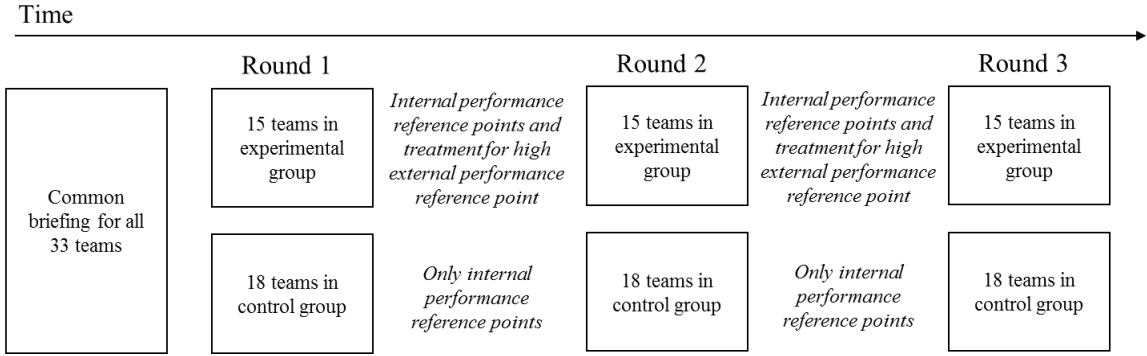 Time
Round 1
Round 2
Round 3
Common
briefing for all
33 teams
15 teams in
experimental
group
Internal performance
reference points and
treatment for high
external performance
reference point
15 teams in
experimental
group
Internal performance
reference points and
treatment for high
external performance
reference point
15 teams in
experimental
group
18 teams in
control group
Only internal
performance
reference points
18 teams in
control group
Only internal
performance
reference points
18 teams in
control group